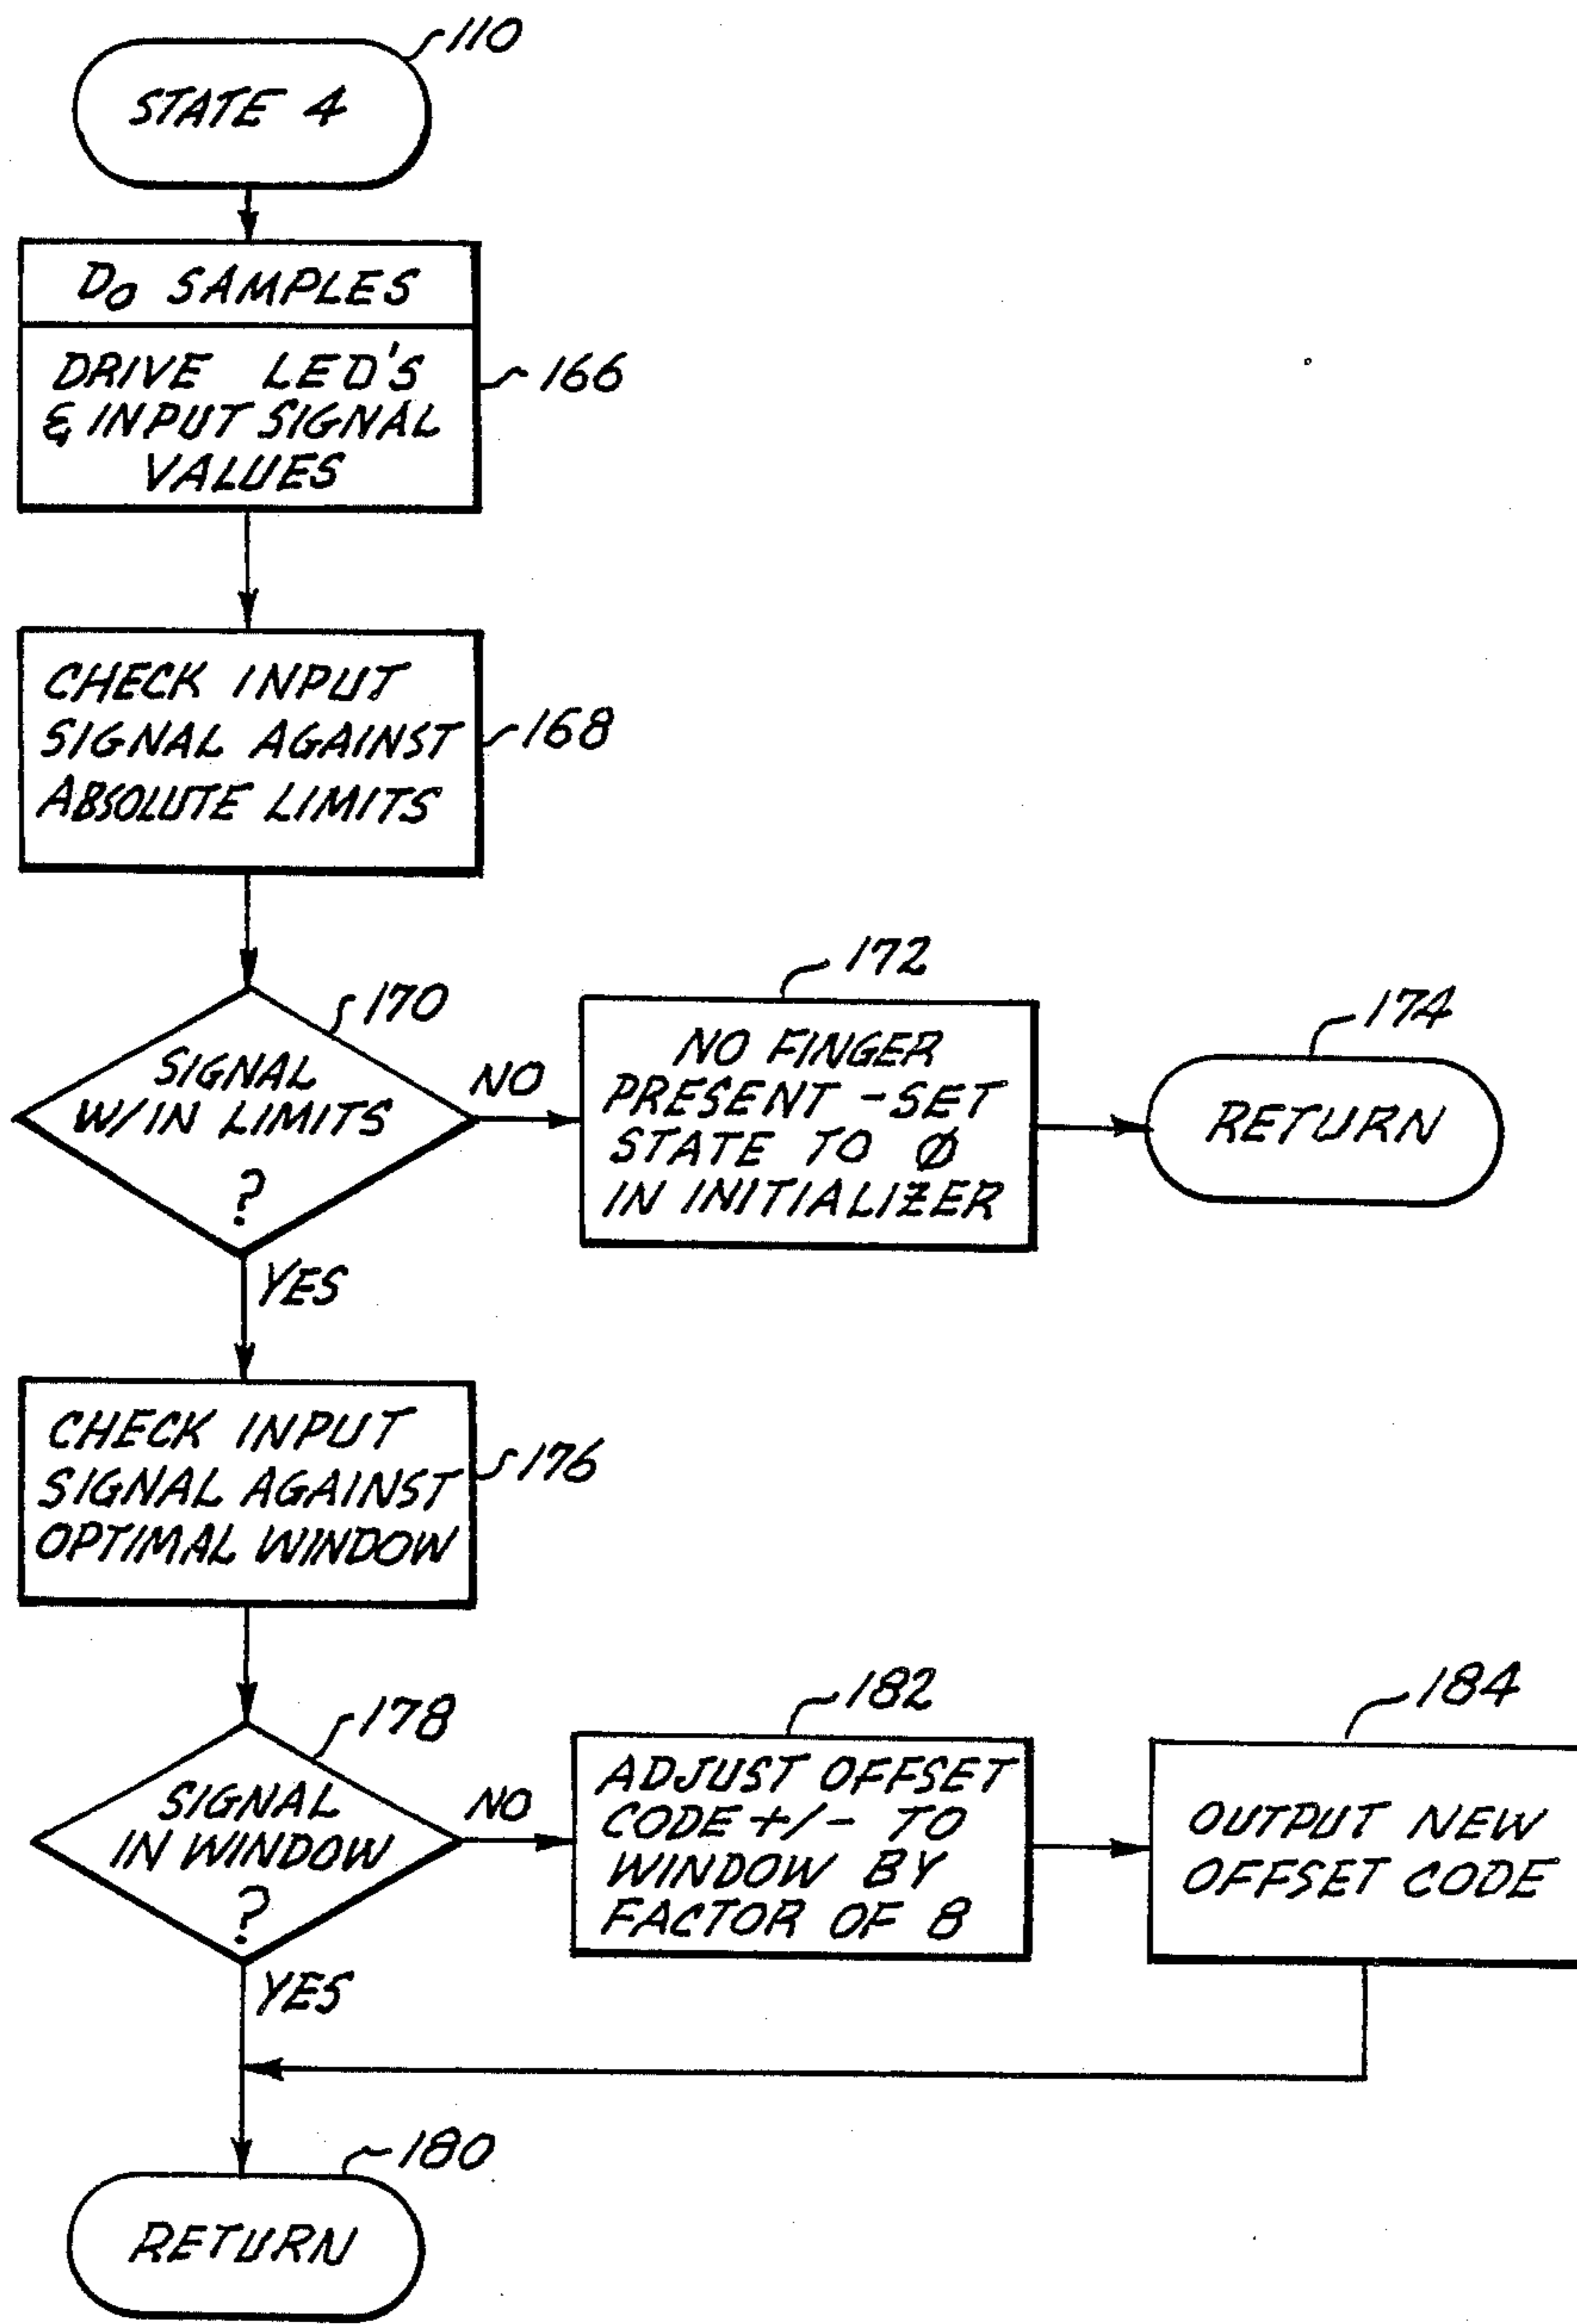 110
STATE 4
Do SAMPLES
DRIVE LED'S
& INPUT SIGNAL
VALUES
166
CHECK INPUT
SIGNAL AGAINST
ABSOLUTE LIMITS
168
170
SIGNAL
W/IN LIMITS
?
NO
YES
172
NO FINGER
PRESENT -SET
STATE TO Ø
IN INITIALIZER
174
RETURN
CHECK INPUT
SIGNAL AGAINST
OPTIMAL WINDOW
176
178
SIGNAL
IN WINDOW
?
NO
YES
182
ADJUST OFFSET
CODE +/- TO
WINDOW BY
FACTOR OF 8
184
OUTPUT NEW
OFFSET CODE
180
RETURN